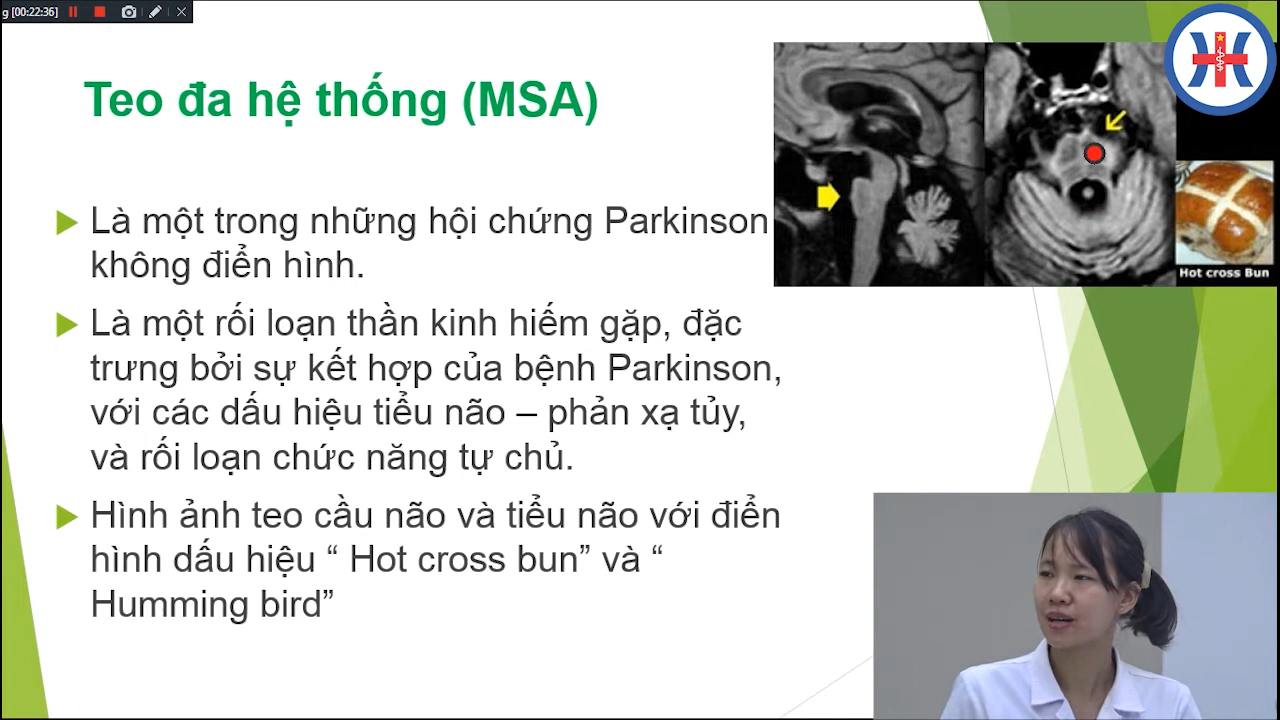 g [00:22:36]
Teo đa hệ thống (MSA)
Là một trong những hội chứng Parkinson
không điển hình.
Là một rối loạn thần kinh hiếm gặp, đặc
trưng bởi sự kết hợp của bệnh Parkinson,
với các dấu hiệu tiểu não – phản xạ tủy,
và rối loạn chức năng tự chủ.
Hình ảnh teo cầu não và tiểu não với điển
hình dấu hiệu “ Hot cross bun” và “
Humming bird”
Hot cross Bun